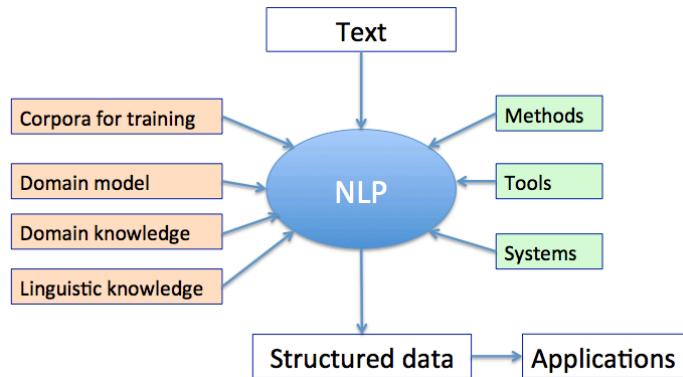 Text
Corpora for training
Methods
Domain model
NLP
Tools
Domain knowledge
Systems
Linguistic knowledge
Structured data
Applications